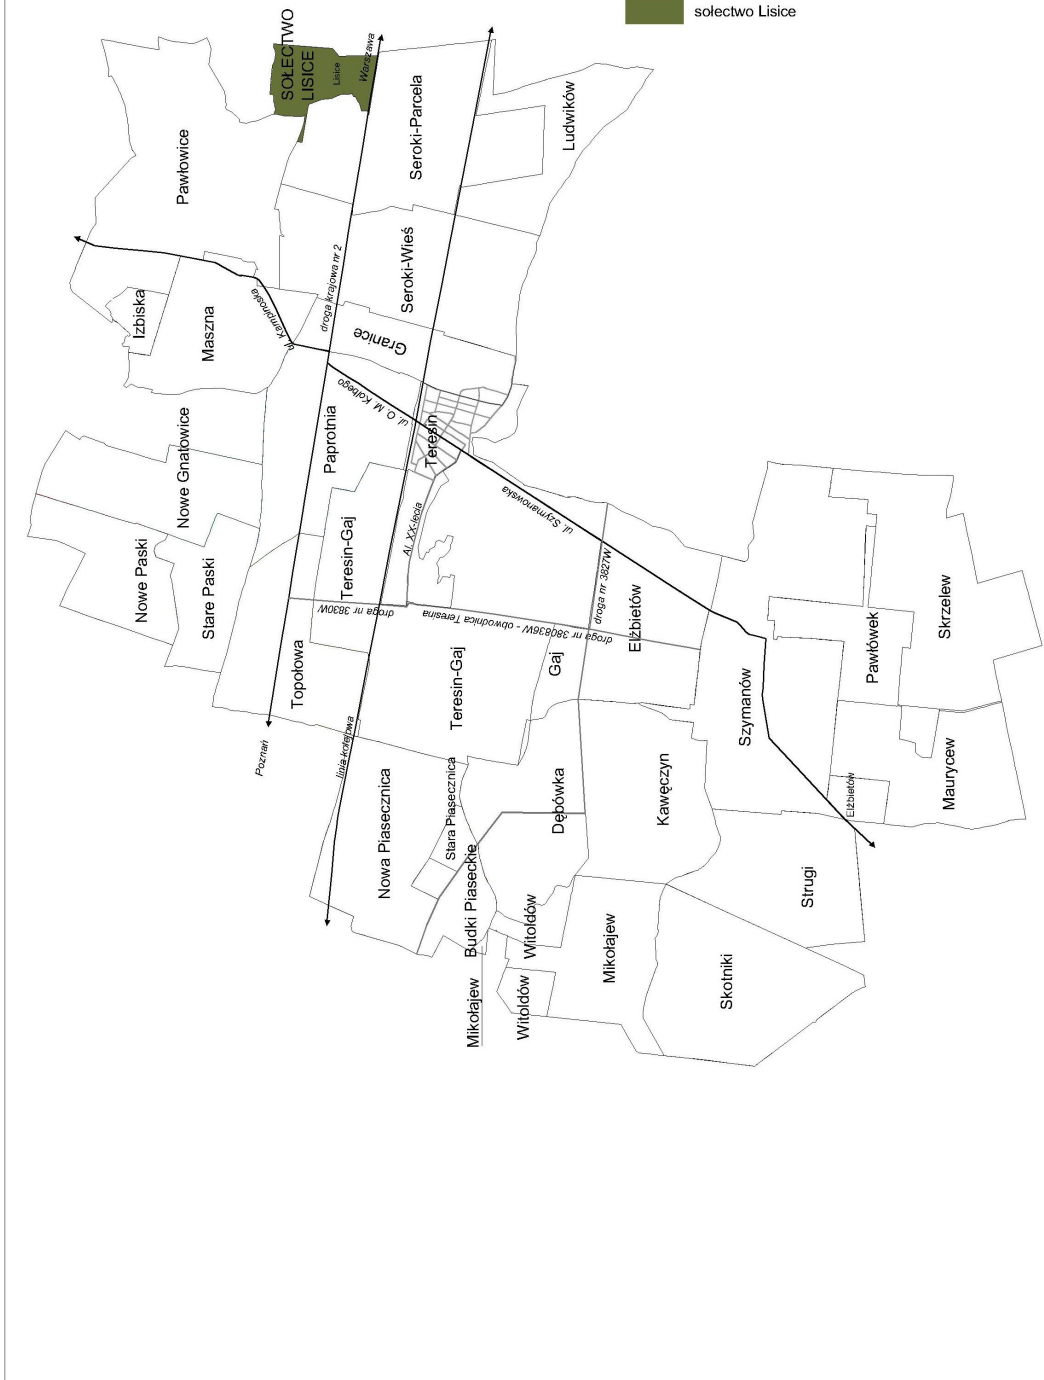 sołectwo Lisice
SOŁECTWO
LISICE
Lisice
Warszawa
Pawłowice
Seroki-Parcela
Ludwików
Izbiska
Maszna
ul. Kampinoska
droga krajowa nr 2
Seroki-Wieś
Granice
Nowe Gnatowice
Paprotnia
ul. O. M. Kolbego
Teresin
Nowe Paski
Stare Paski
Teresin-Gaj
Al. XX-lecia
ul. Szymanowska
droga nr 3830W
droga nr 380836W - obwodnica Teresina
droga nr 3827W
Topołowa
Teresin-Gaj
Gaj
Elżbietów
Skrzelew
Pawłówek
Poznań
linia kolejowa
Szymanów
Nowa Piasecznica
Stara Piasecznica
Dębówka
Kawęczyn
Elżbietów
Maurycew
Budki Piaseckie
Witoldów
Strugi
Mikołajew
Witoldów
Mikołajew
Skotniki